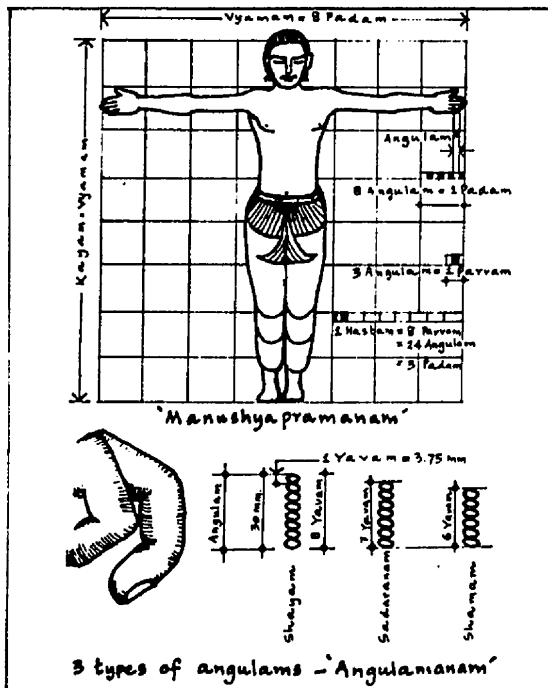 Vyamam = 8 Padam
Kayam = Vyamam
Angulam
8 Angulam = 1 Padam
3 Angulam = 1 Parvam
1 Hastam = 8 Parvam
= 24 Angulam
= 3 Padam
'Manushyapramanam'
1 Yavam = 3.75 mm
Angulam
30 mm
8 Yavam
7 Yavam
6 Yavam
Shayam
Sadaranam
Shamam
3 types of angulams - 'Angulamanam'